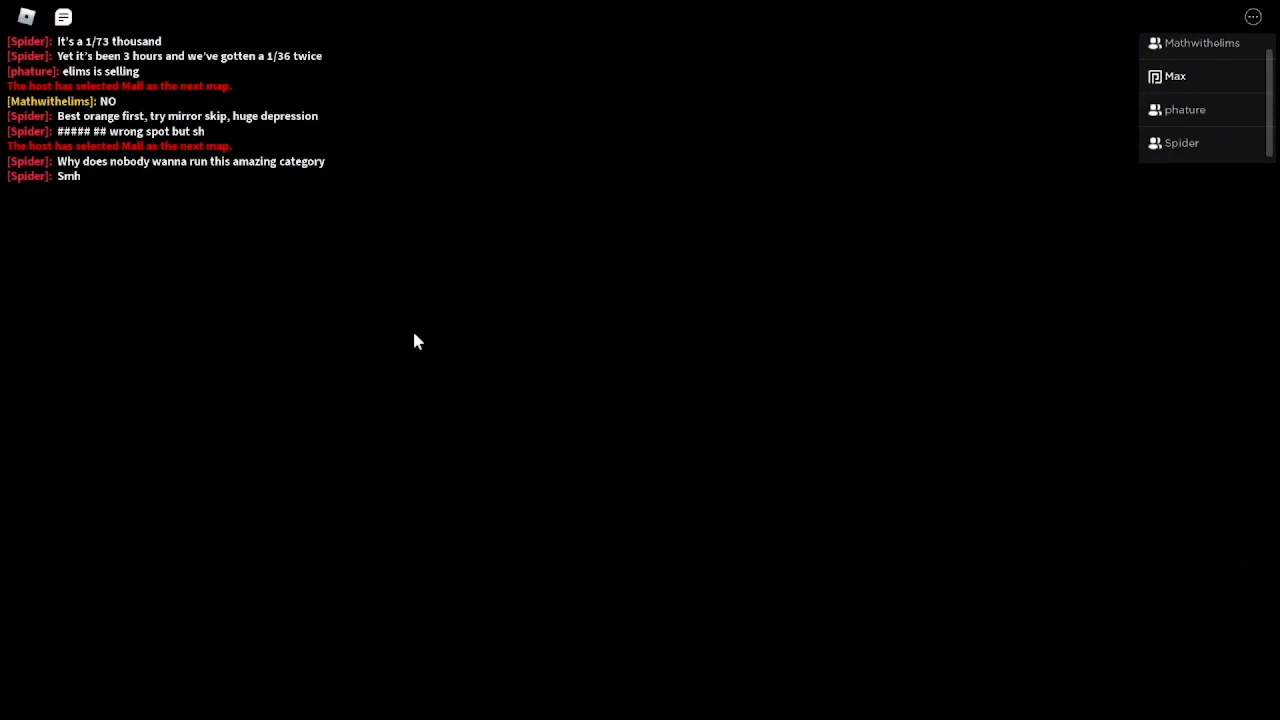 [Spider]: It's a 1/73 thousand
[Spider]: Yet it's been 3 hours and we've gotten a 1/36 twice
[phature]: elims is selling
The host has selected Mall as the next map.
[Mathwithelims]: NO
[Spider]: Best orange first, try mirror skip, huge depression
[Spider]: ##### ## wrong spot but sh
The host has selected Mall as the next map.
[Spider]: Why does nobody wanna run this amazing category
[Spider]: Smh
Mathwithelims
Max
phature
Spider